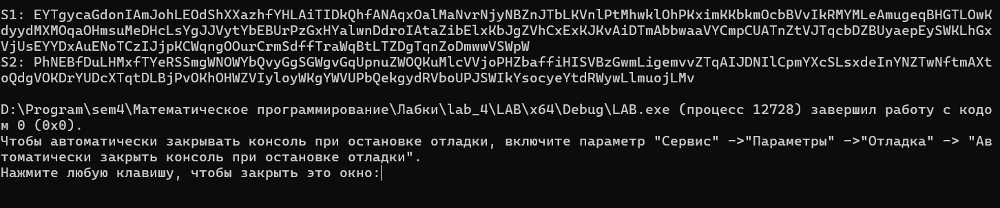 S1: EYTgycaGdonIAmJohLEOdShXXazhfYHLAiTIDkQhfANAqxOalMaNvrNjyNBZnJTbLKVnlPtMhwklOhPKximKKbkmOcbBVvIkRMYMLeAmugeqBHGTLOwK
dyydMXMOqaOHmsuMeDHcLsYgJJVytYbEBUrPzGxHYalwnDdroIAtaZibElxKbJgZVhCxExKJKvAiDTmAbbwaaVYCmpCUATnZtVJTqcbDZBUyaepEySWKLhGx
VjUsEYYDxAuENoTCzIJjpKCWqngOOurCrmSdffTraWqBtLTZDgTqnZoDmwwVSWpW
S2: PhNEBfDuLHMxfTYeRSSmgWNOWYbQvyGgSGWgvGqUpnuZWOQKuMlcVVjoPHZbaffiHISVBzGwmLigemvvZTqAIJDNIlCpmYXcSLsxdeInYNZTwNftmAXt
oQdgVOKDrYUDcXTqtDLBjPvOKhOHWZVIyloyWKgYWVUPbQekgydRVboUPJSWIkYsocyeYtdRWywLlmuojLMv
D:\Program\sem4\Математическое программирование\Лабки\lab_4\LAB\x64\Debug\LAB.exe (процесс 12728) завершил работу с кодо
м 0 (0x0).
Чтобы автоматически закрывать консоль при остановке отладки, включите параметр "Сервис" ->"Параметры" ->"Отладка" -> "Ав
томатически закрыть консоль при остановке отладки".
Нажмите любую клавишу, чтобы закрыть это окно: